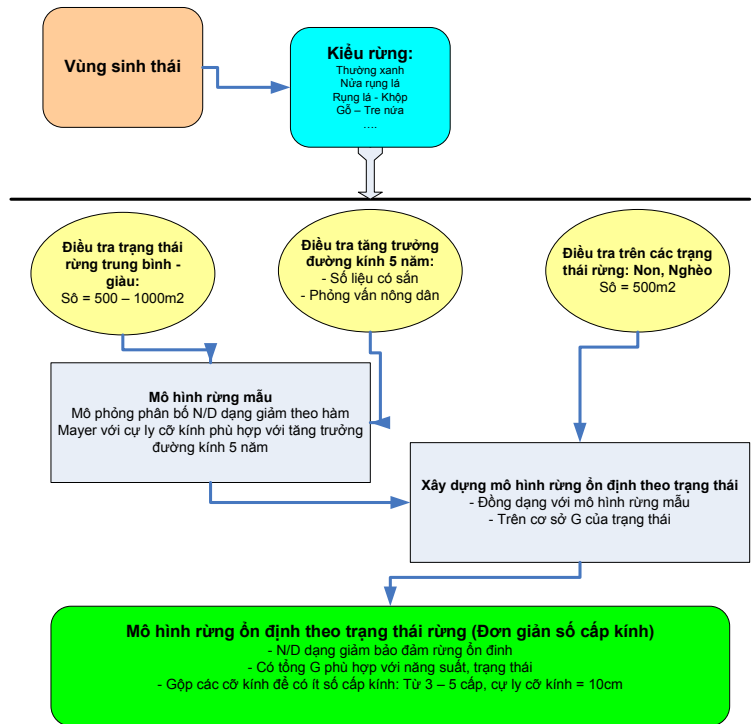 Vùng sinh thái
Kiểu rừng:
Thường xanh
Nửa rụng lá
Rụng lá - Khộp
Gỗ – Tre nứa
....
Điều tra trạng thái
rừng trung bình -
giàu:
Sô = 500 – 1000m2
Điều tra tăng trưởng
đường kính 5 năm:
- Số liệu có sẵn
- Phỏng vấn nông dân
Điều tra trên các trạng
thái rừng: Non, Nghèo
Sô = 500m2
Mô hình rừng mẫu
Mô phỏng phân bố N/D dạng giảm theo hàm
Mayer với cự ly cỡ kính phù hợp với tăng trưởng
đường kính 5 năm
Xây dựng mô hình rừng ổn định theo trạng thái
- Đồng dạng với mô hình rừng mẫu
- Trên cơ sở G của trạng thái
Mô hình rừng ổn định theo trạng thái rừng (Đơn giản số cấp kính)
- N/D dạng giảm bảo đảm rừng ổn đinh
- Có tổng G phù hợp với năng suất, trạng thái
- Gộp các cỡ kính để có ít số cấp kính: Từ 3 – 5 cấp, cự ly cỡ kính = 10cm